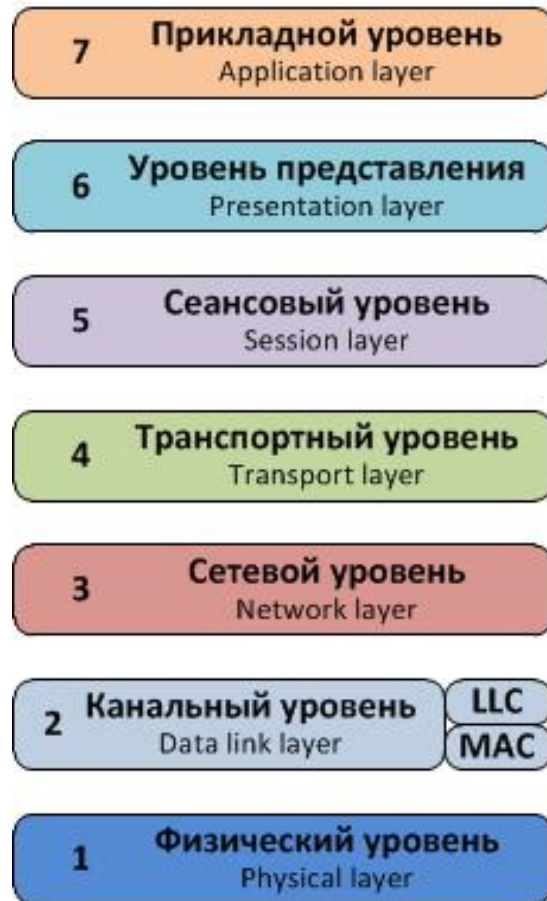 7 Прикладной уровень
Application layer
6 Уровень представления
Presentation layer
5 Сеансовый уровень
Session layer
4 Транспортный уровень
Transport layer
3 Сетевой уровень
Network layer
2 Канальный уровень
Data link layer
LLC
MAC
1 Физический уровень
Physical layer